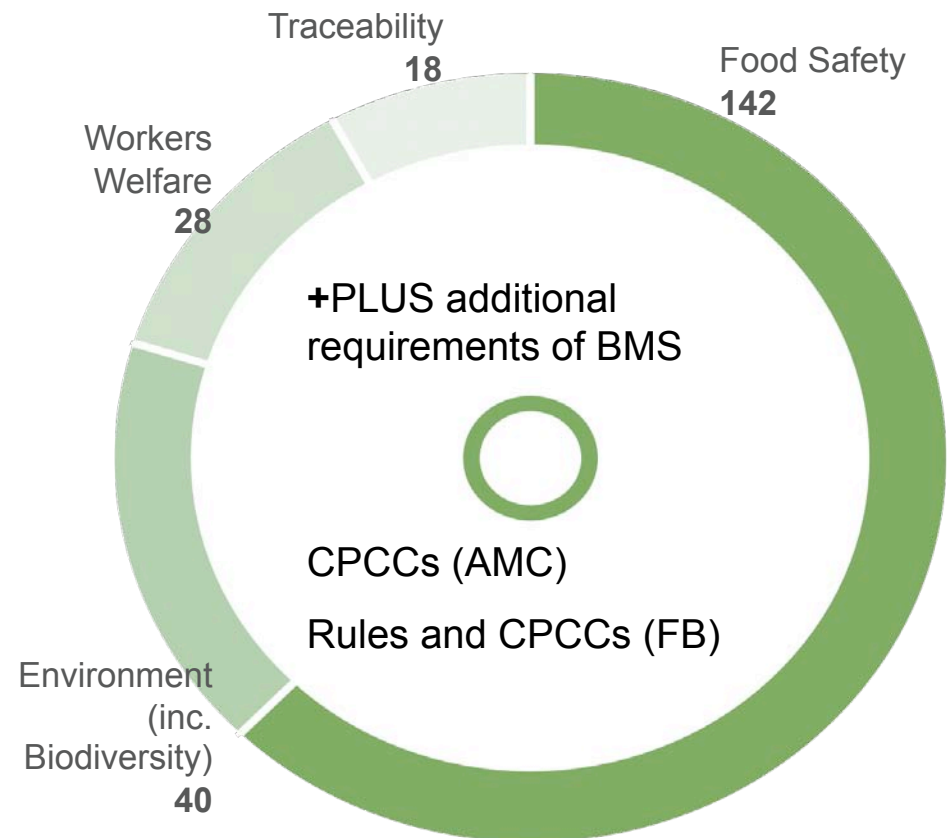 Traceability
18
Food Safety
142
Workers
Welfare
28
+PLUS additional
requirements of BMS
CPCCs (AMC)
Rules and CPCCs (FB)
Environment
(inc.
Biodiversity)
40